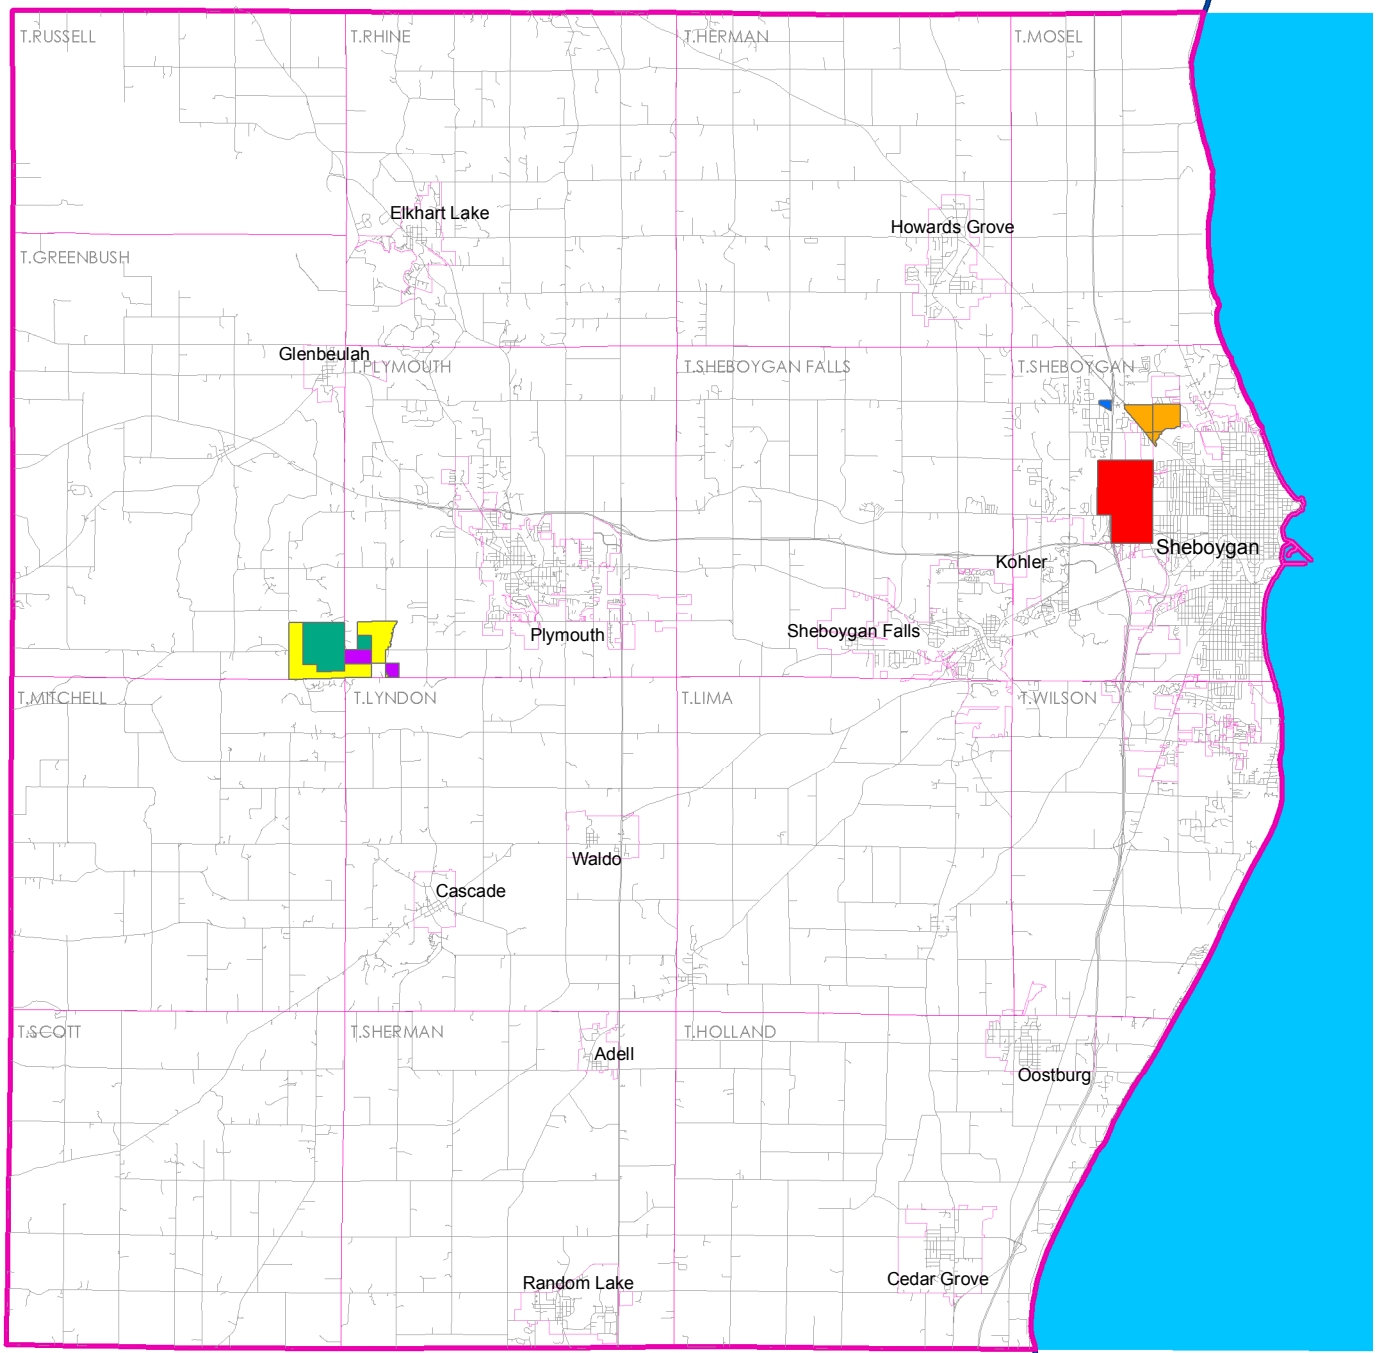 T.RUSSELL
T.RHINE
T.HERMAN
T.MOSEL
Elkhart Lake
Howards Grove
T.GREENBUSH
Glenbeulah
T.PLYMOUTH
T.SHEBOYGAN FALLS
T.SHEBOYGAN
Sheboygan
Kohler
Plymouth
Sheboygan Falls
T.MITCHELL
T.LYNDON
T.LIMA
T.WILSON
Waldo
Cascade
T.SCOTT
T.SHERMAN
T.HOLLAND
Adell
Oostburg
Random Lake
Cedar Grove